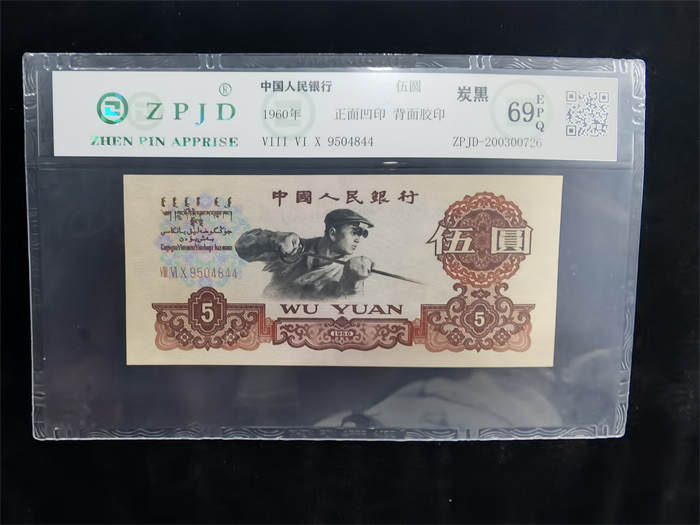 ® ZPJD
ZHEN PIN APPRISE
中国人民银行 伍圆 炭黑
1960年 正面凹印 背面胶印
VIII VI X 9504844
69 EPQ
ZPJD-200300726
中國人民銀行
伍圓
VIII VI X 9504844
5
WU YUAN
1960
5